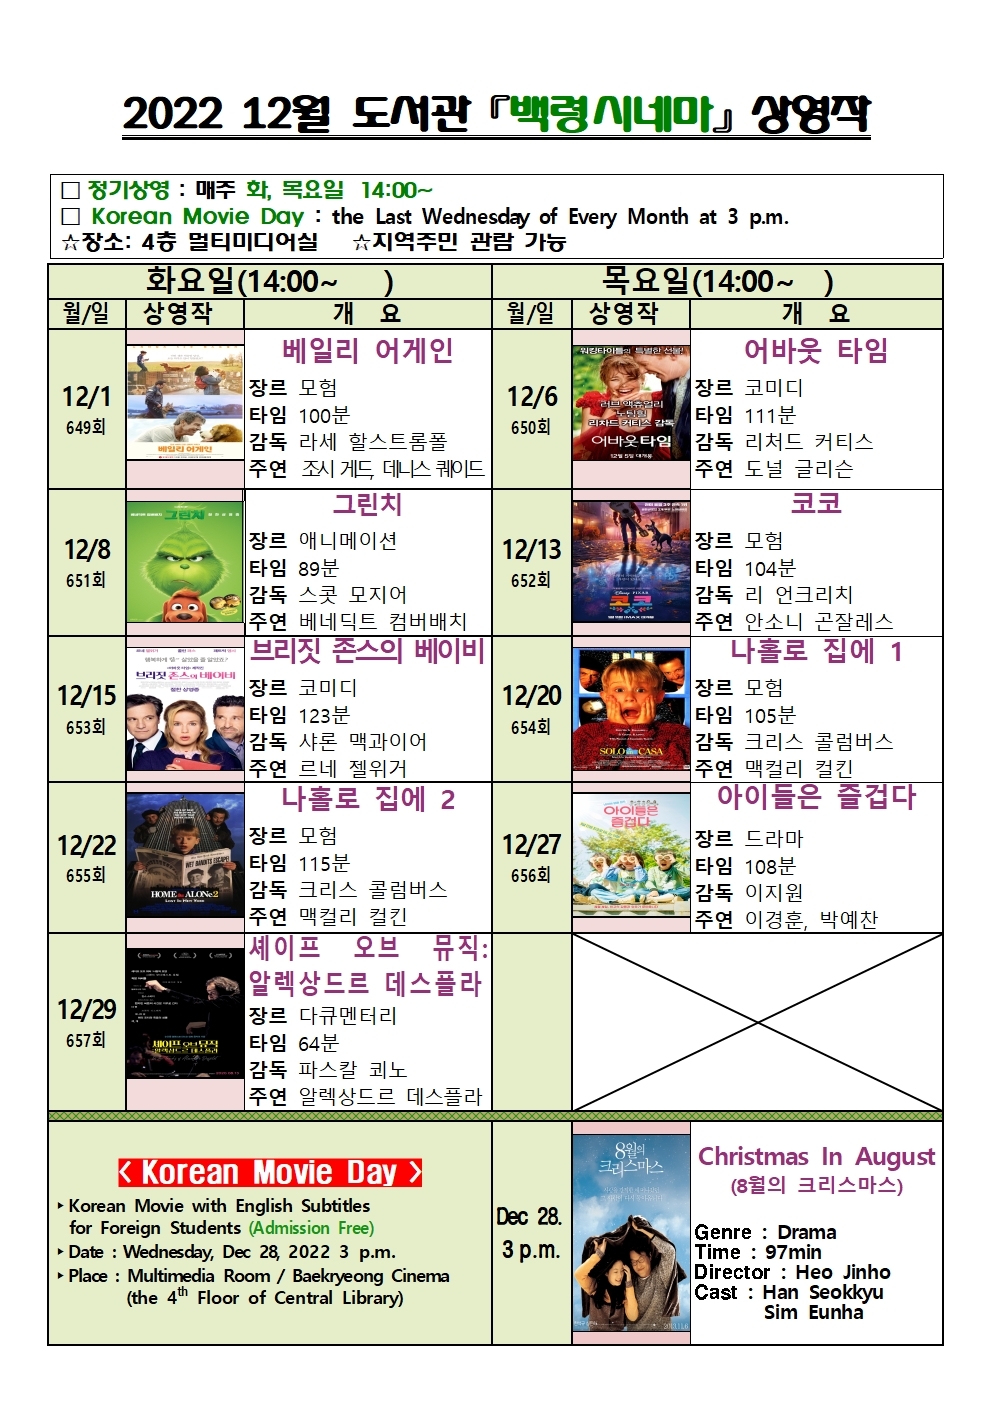 2022 12월 도서관 『백령시네마』 상영작
□ 정기상영 : 매주 화, 목요일 14:00~
□ Korean Movie Day : the Last Wednesday of Every Month at 3 p.m.
☆장소: 4층 멀티미디어실 ☆지역주민 관람 가능
화요일(14:00~ )
목요일(14:00~ )
월/일 상영작 개 요
월/일 상영작 개 요
12/1
649회
베일리 어게인
베일리 어게인
장르 모험
타임 100분
감독 라세 할스트롬폴
주연 조시 게드, 데니스 퀘이드
12/6
650회
워킹타이틀의 특별한 선물!
러브 액츄얼리
노팅힐
리차드 커티스 감독
어바웃타임
12월 5일 대개봉
어바웃 타임
장르 코미디
타임 111분
감독 리처드 커티스
주연 도널 글리슨
12/8
651회
그린치
그린치
장르 애니메이션
타임 89분
감독 스콧 모지어
주연 베네딕트 컴버배치
12/13
652회
DISNEY PIXAR
코코
코코
장르 모험
타임 104분
감독 리 언크리치
주연 안소니 곤잘레스
12/15
653회
브리짓 존스의 베이비
브리짓 존스의 베이비
장르 코미디
타임 123분
감독 샤론 맥과이어
주연 르네 젤위거
12/20
654회
SOLO CASA
나홀로 집에 1
장르 모험
타임 105분
감독 크리스 콜럼버스
주연 맥컬리 컬킨
12/22
655회
WET BANDITS ESCAPE!
HOME ALONe2
LOST IN NEW YORK
나홀로 집에 2
장르 모험
타임 115분
감독 크리스 콜럼버스
주연 맥컬리 컬킨
12/27
656회
아이들은
즐겁다
아이들은 즐겁다
장르 드라마
타임 108분
감독 이지원
주연 이경훈, 박예찬
12/29
657회
셰이프 오브 뮤직
알렉상드르 데스플라
셰이프 오브 뮤직:
알렉상드르 데스플라
장르 다큐멘터리
타임 64분
감독 파스칼 쾨노
주연 알렉상드르 데스플라
< Korean Movie Day >
‣ Korean Movie with English Subtitles
for Foreign Students (Admission Free)
‣ Date : Wednesday, Dec 28, 2022 3 p.m.
‣ Place : Multimedia Room / Baekryeong Cinema
(the 4th Floor of Central Library)
Dec 28.
3 p.m.
8월의
크리스마스
Christmas In August
(8월의 크리스마스)
Genre : Drama
Time : 97min
Director : Heo Jinho
Cast : Han Seokkyu
Sim Eunha